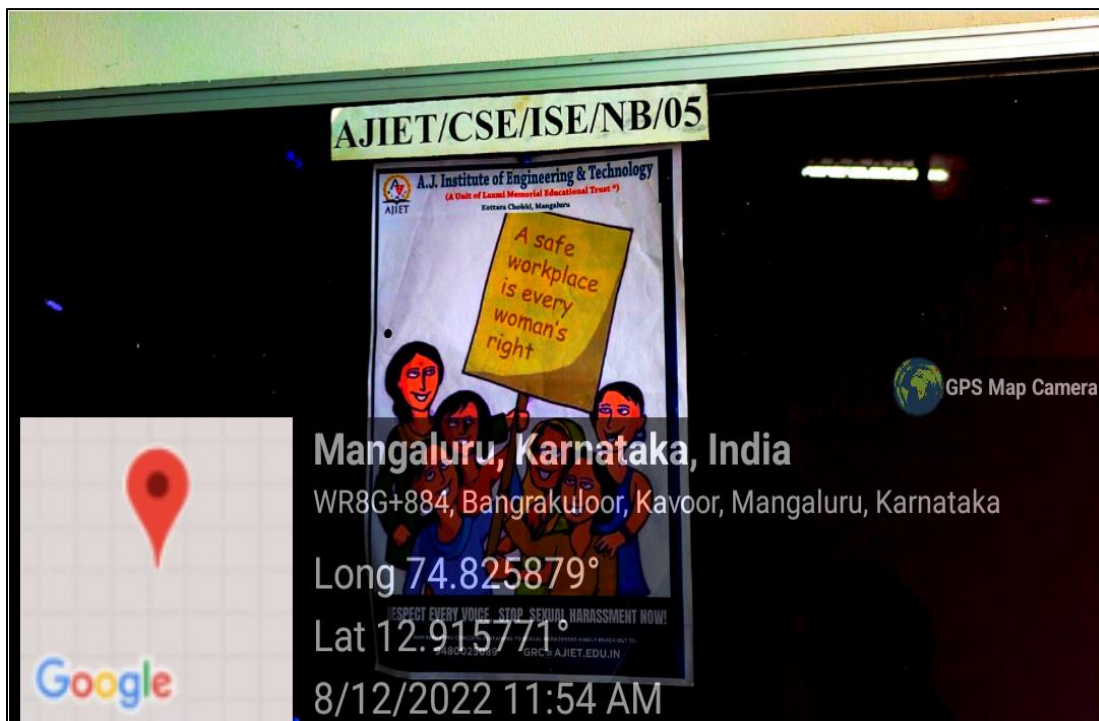 AJIET/CSE/ISE/NB/05
A.J. Institute of Engineering & Technology
(A Unit of Laxmi Memorial Educational Trust ®)
Kottara Chowki, Mangaluru
AJIET
A safe
workplace
is every
woman's
right
GPS Map Camera
Mangaluru, Karnataka, India
WR8G+884, Bangrakuloor, Kavoor, Mangaluru, Karnataka
Long 74.825879°
RESPECT EVERY VOICE STOP SEXUAL HARASSMENT NOW!
Lat 12.915771°
GRC@AJIET.EDU.IN
8/12/2022 11:54 AM
Google